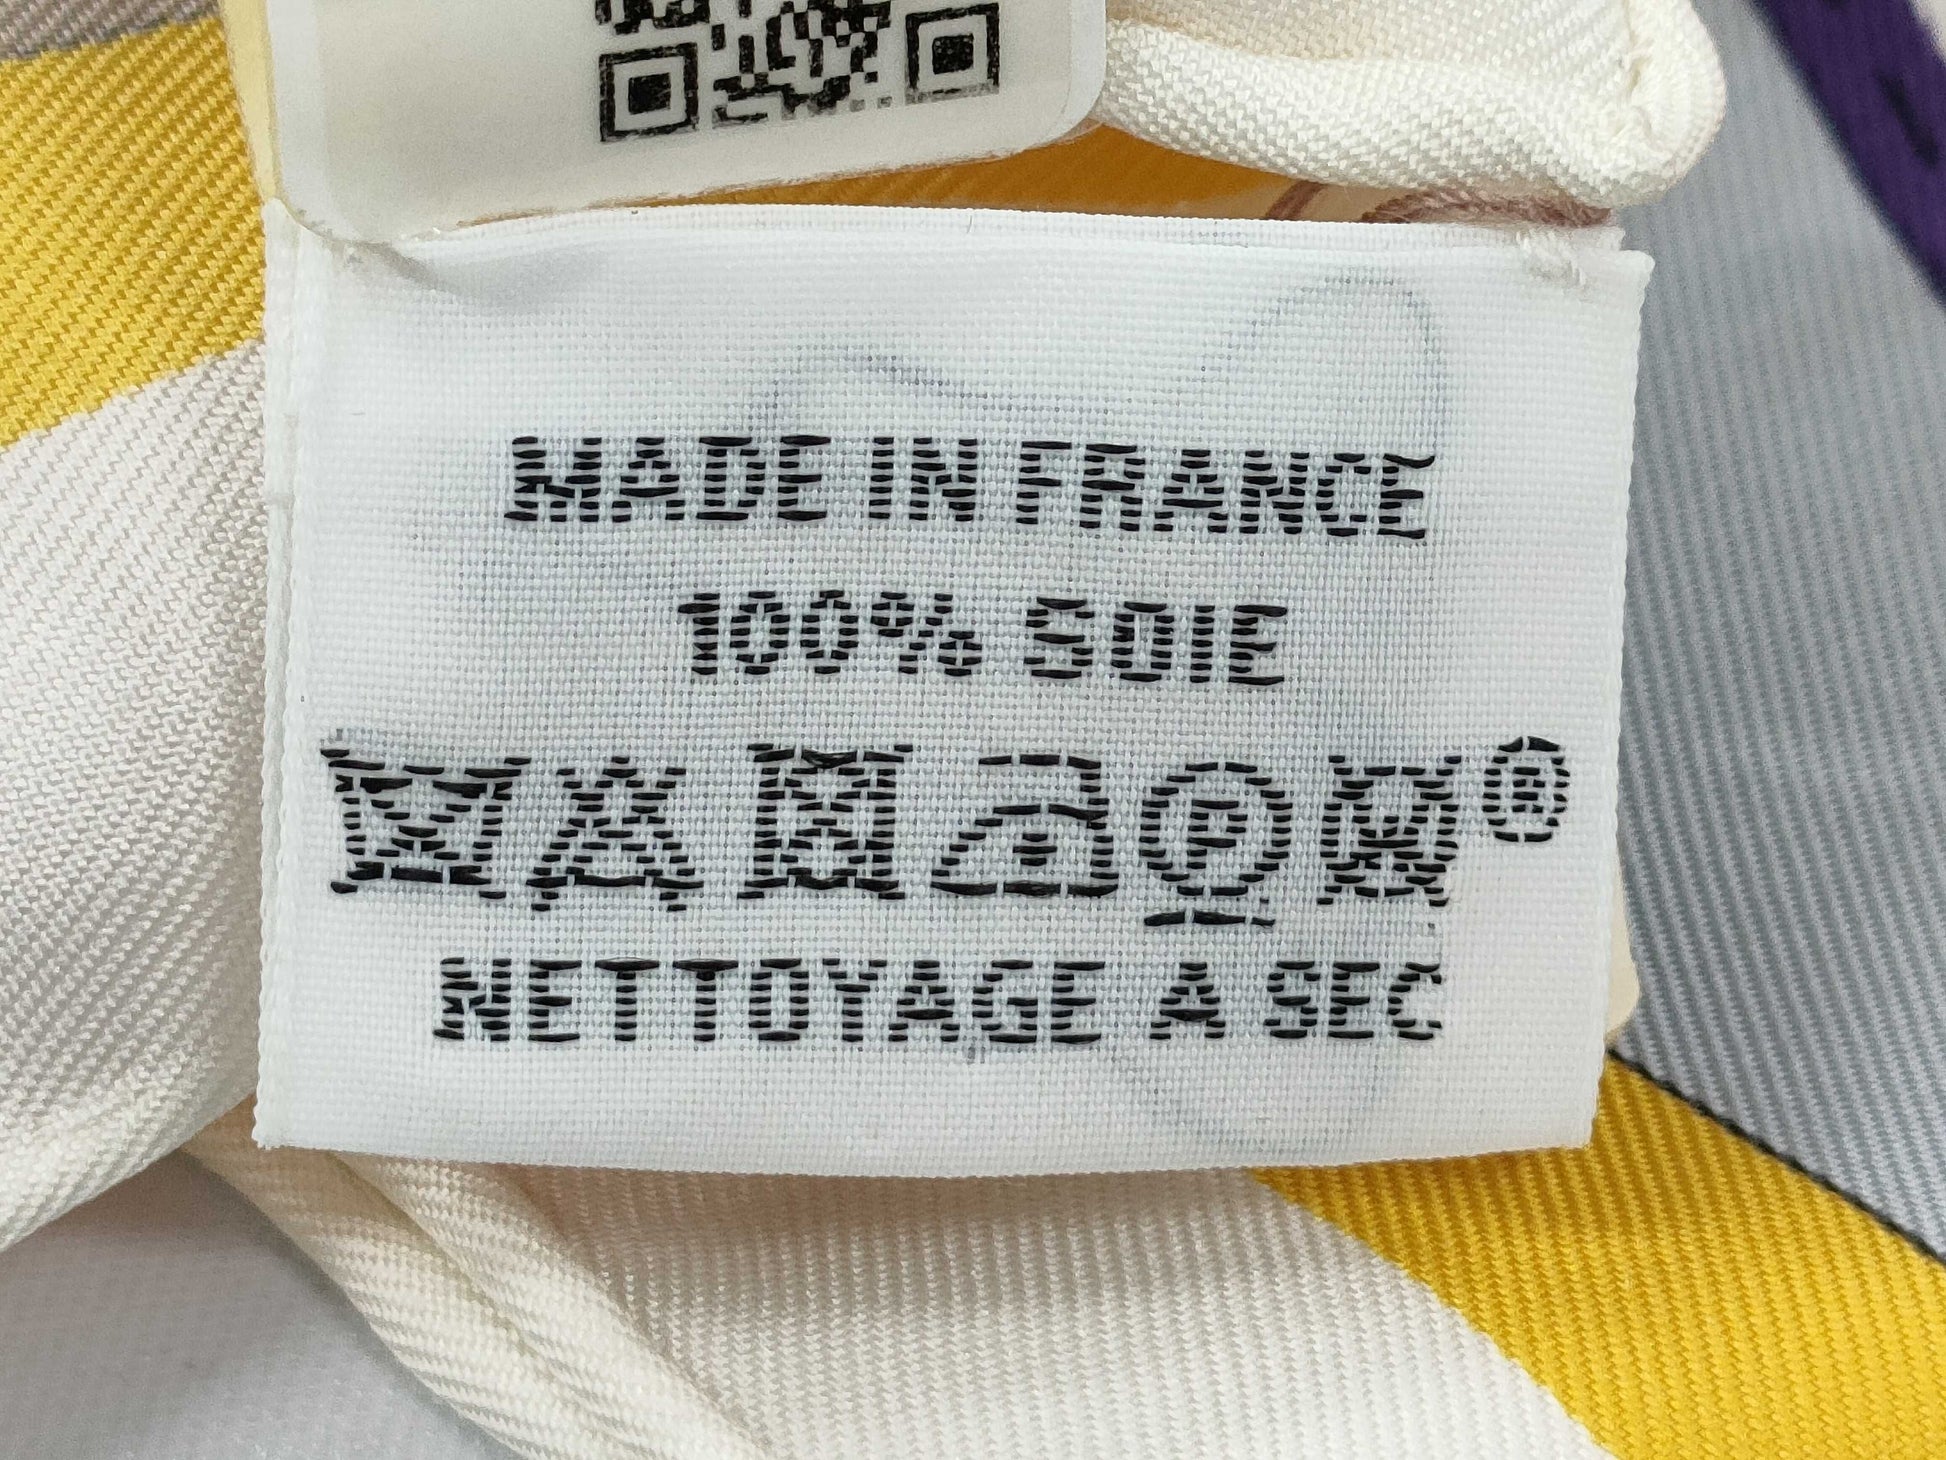 MADE IN FRANCE
100% SOIE
P ®
NETTOYAGE A SEC